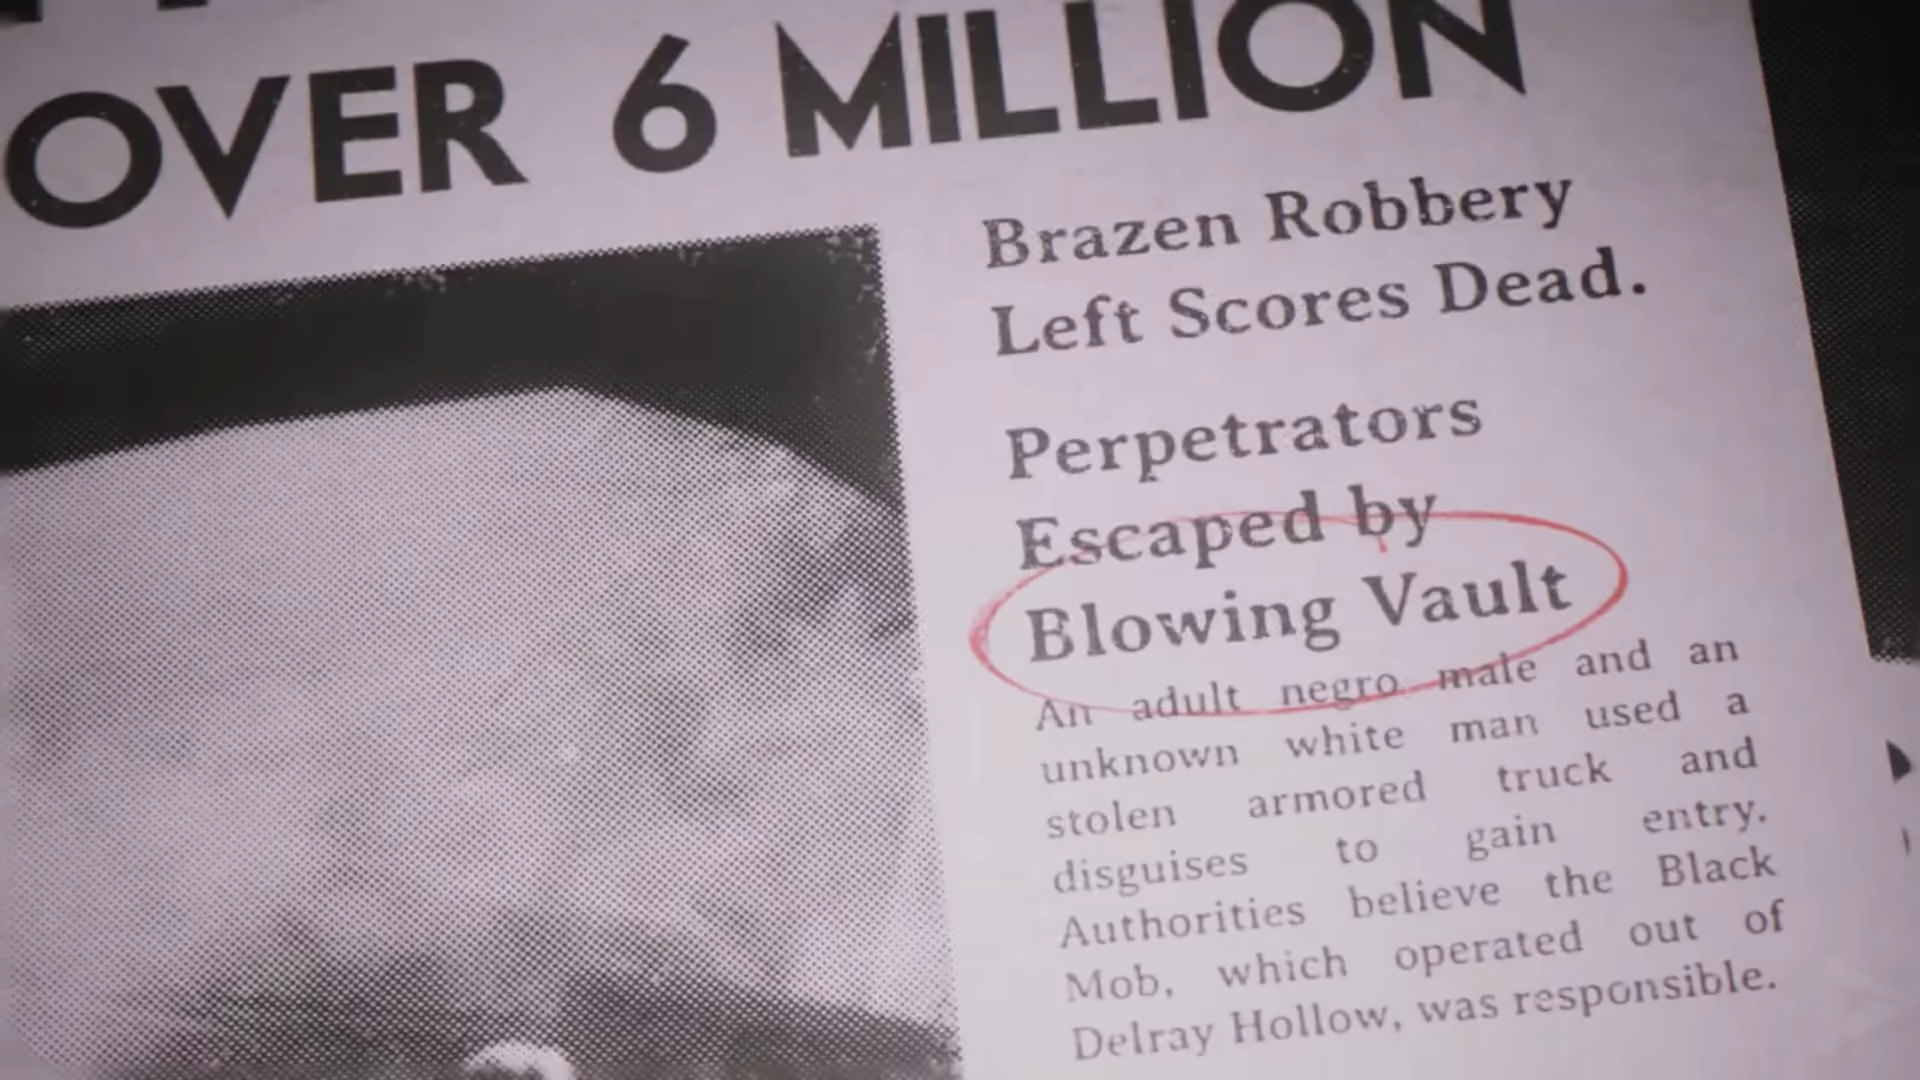 OVER 6 MILLION
Brazen Robbery
Left Scores Dead.
Perpetrators
Escaped by
Blowing Vault
An adult negro male and an
unknown white man used a
stolen armored truck and
disguises to gain entry.
Authorities believe the Black
Mob, which operated out of
Delray Hollow, was responsible.